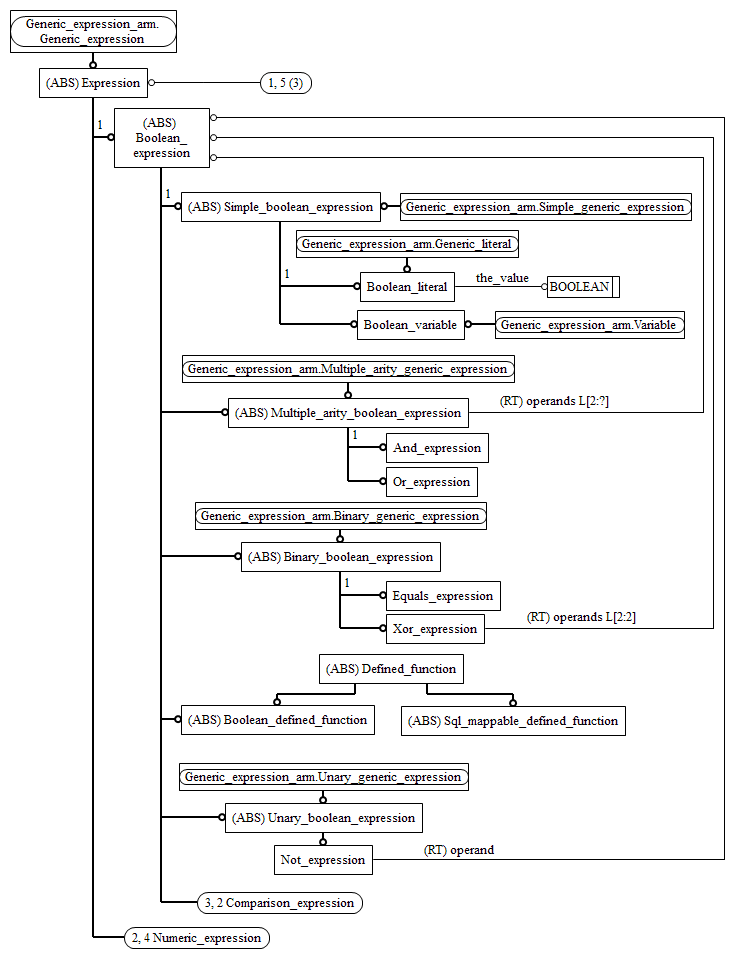 Generic_expression_arm.
Generic_expression
(ABS) Expression
1, 5 (3)
1
(ABS)
Boolean_
expression
1
(ABS) Simple_boolean_expression
Generic_expression_arm.Simple_generic_expression
Generic_expression_arm.Generic_literal
1
Boolean_literal
the_value
BOOLEAN
Boolean_variable
Generic_expression_arm.Variable
Generic_expression_arm.Multiple_arity_generic_expression
(ABS) Multiple_arity_boolean_expression
(RT) operands L[2:?]
1
And_expression
Or_expression
Generic_expression_arm.Binary_generic_expression
(ABS) Binary_boolean_expression
1
Equals_expression
Xor_expression
(RT) operands L[2:2]
(ABS) Defined_function
(ABS) Boolean_defined_function
(ABS) Sql_mappable_defined_function
Generic_expression_arm.Unary_generic_expression
(ABS) Unary_boolean_expression
Not_expression
(RT) operand
3, 2 Comparison_expression
2, 4 Numeric_expression